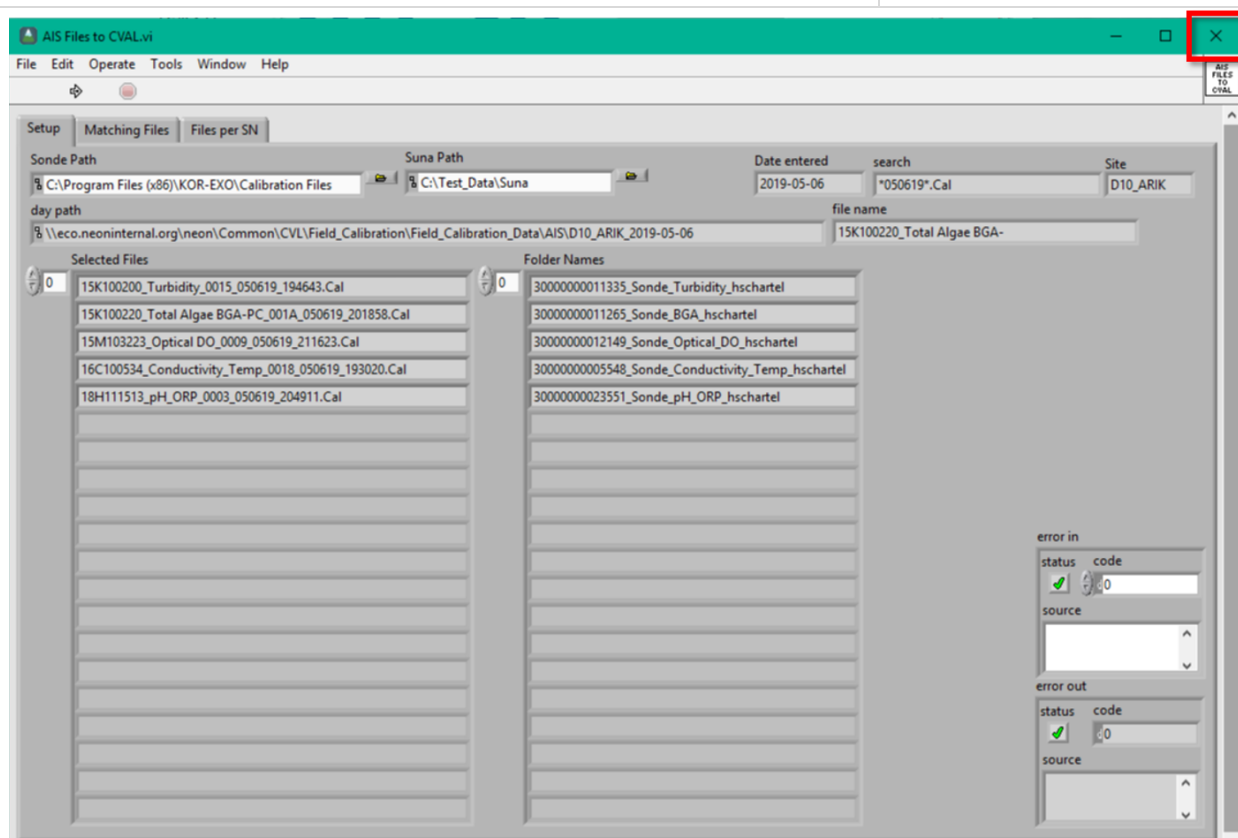 AIS Files to CVAL.vi
File Edit Operate Tools Window Help
AIS
FILES
TO
CVAL
Setup Matching Files Files per SN
Sonde Path Suna Path Date entered search Site
C:\Program Files (x86)\KOR-EXO\Calibration Files C:\Test_Data\Suna 2019-05-06 *050619*.Cal D10_ARIK
day path file name
\\eco.neoninternal.org\neon\Common\CVL\Field_Calibration\Field_Calibration_Data\AIS\D10_ARIK_2019-05-06 15K100220_Total Algae BGA-
Selected Files Folder Names
0 15K100200_Turbidity_0015_050619_194643.Cal 0 30000000011335_Sonde_Turbidity_hschartel
15K100220_Total Algae BGA-PC_001A_050619_201858.Cal 30000000011265_Sonde_BGA_hschartel
15M103223_Optical DO_0009_050619_211623.Cal 30000000012149_Sonde_Optical_DO_hschartel
16C100534_Conductivity_Temp_0018_050619_193020.Cal 30000000005548_Sonde_Conductivity_Temp_hschartel
18H111513_pH_ORP_0003_050619_204911.Cal 30000000023551_Sonde_pH_ORP_hschartel
error in
status code
0
source
error out
status code
0
source